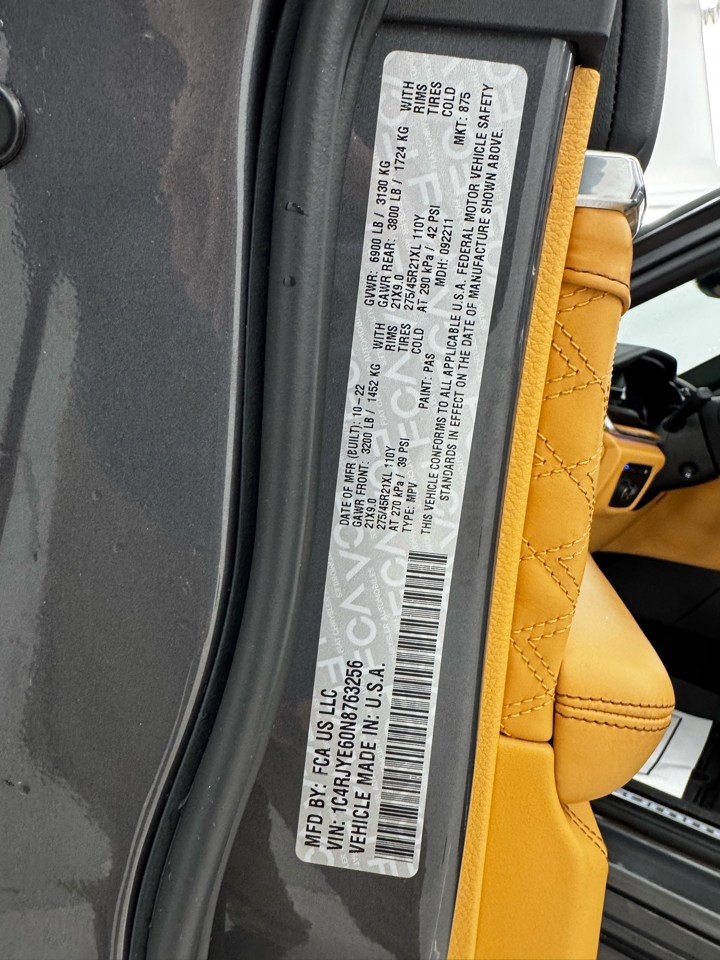 MFD BY: FCA US LLC
VIN: 1C4RJYE60N8763256
VEHICLE MADE IN: U.S.A.
DATE OF MFR (BUILT): 10-22
GAWR FRONT: 3200 LB / 1452 KG WITH
21X9.0 RIMS
275/45R21XL 110Y TIRES
AT 270 kPa / 39 PSI COLD
TYPE: MPV PAINT: PAS
GVWR: 6900 LB / 3130 KG
GAWR REAR: 3800 LB / 1724 KG WITH
21X9.0 RIMS
275/45R21XL 110Y TIRES
AT 290 kPa / 42 PSI COLD
MDH: 092211 MKT: 875
THIS VEHICLE CONFORMS TO ALL APPLICABLE U.S.A. FEDERAL MOTOR VEHICLE SAFETY
STANDARDS IN EFFECT ON THE DATE OF MANUFACTURE SHOWN ABOVE.